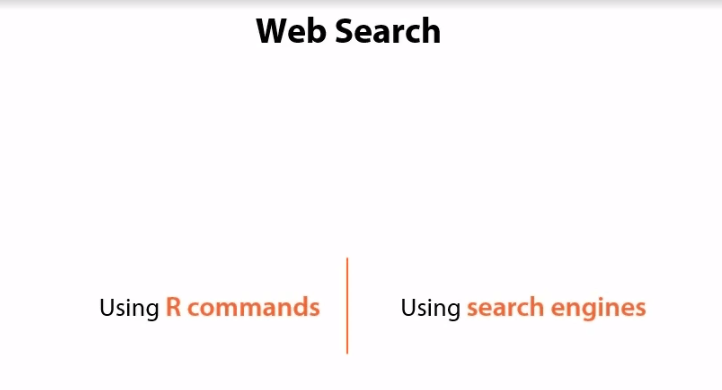 Web Search
Using R commands
Using search engines